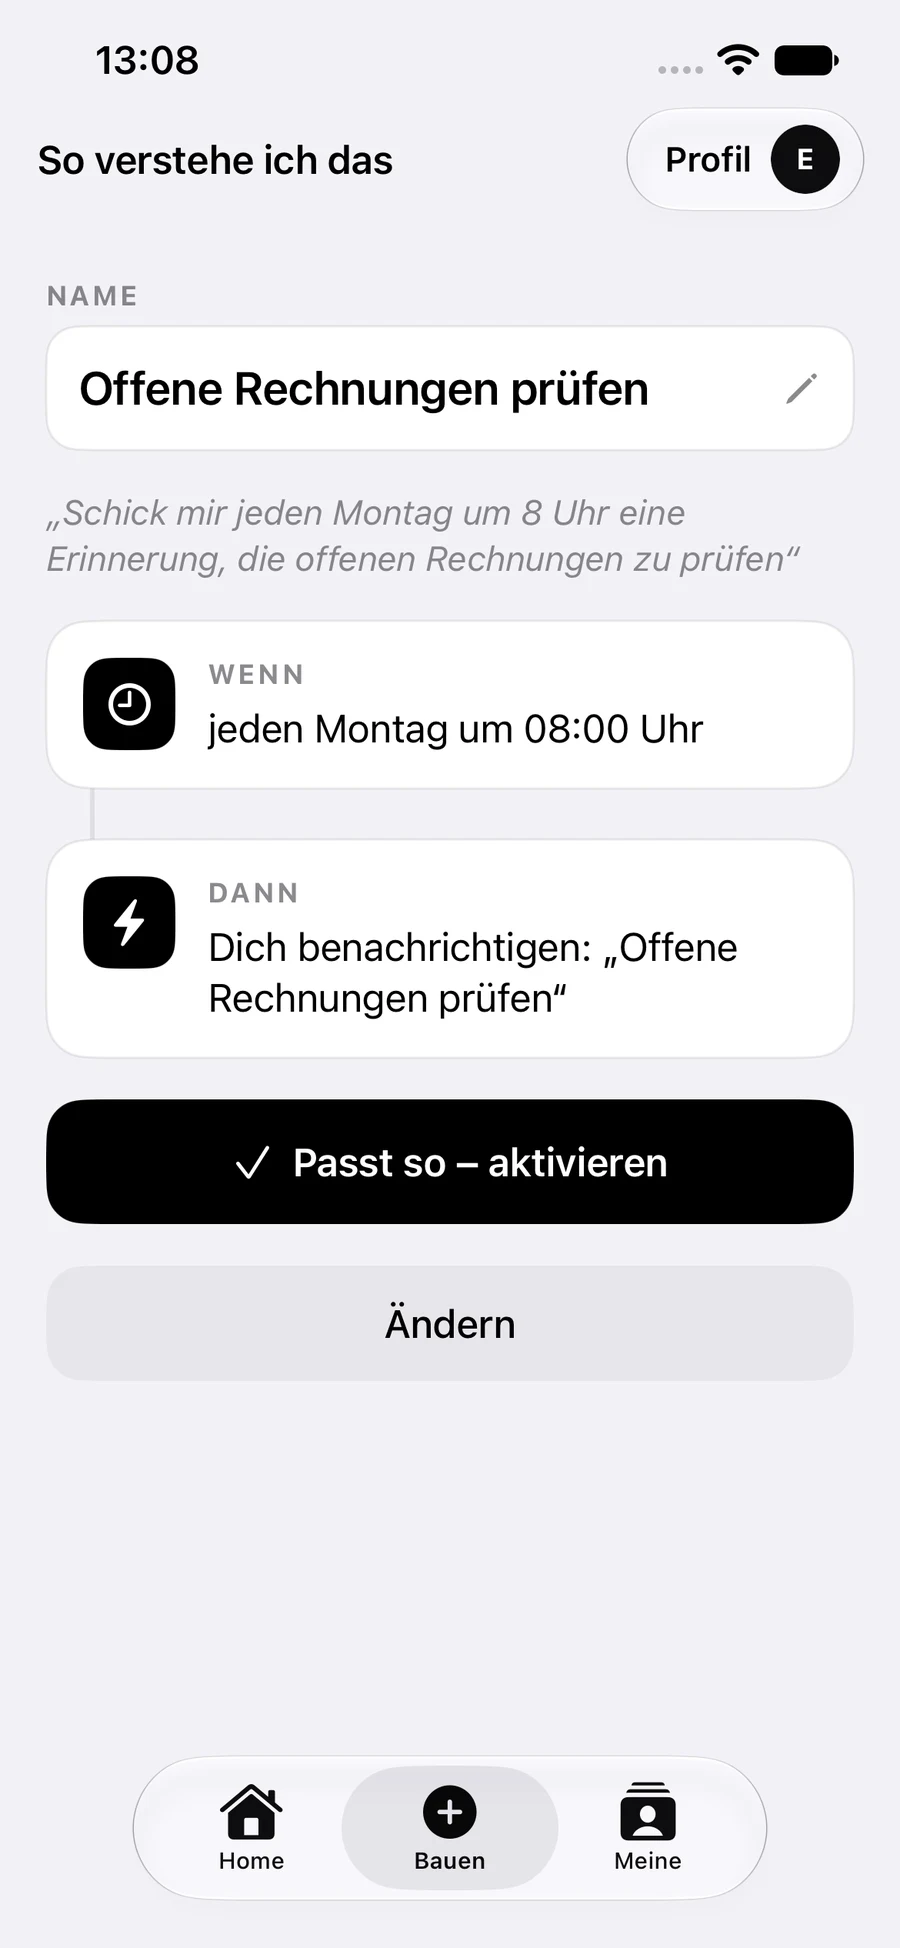 13:08
So verstehe ich das
Profil E
NAME
Offene Rechnungen prüfen
„Schick mir jeden Montag um 8 Uhr eine
Erinnerung, die offenen Rechnungen zu prüfen“
WENN
jeden Montag um 08:00 Uhr
DANN
Dich benachrichtigen: „Offene
Rechnungen prüfen“
Passt so – aktivieren
Ändern
Home Bauen Meine